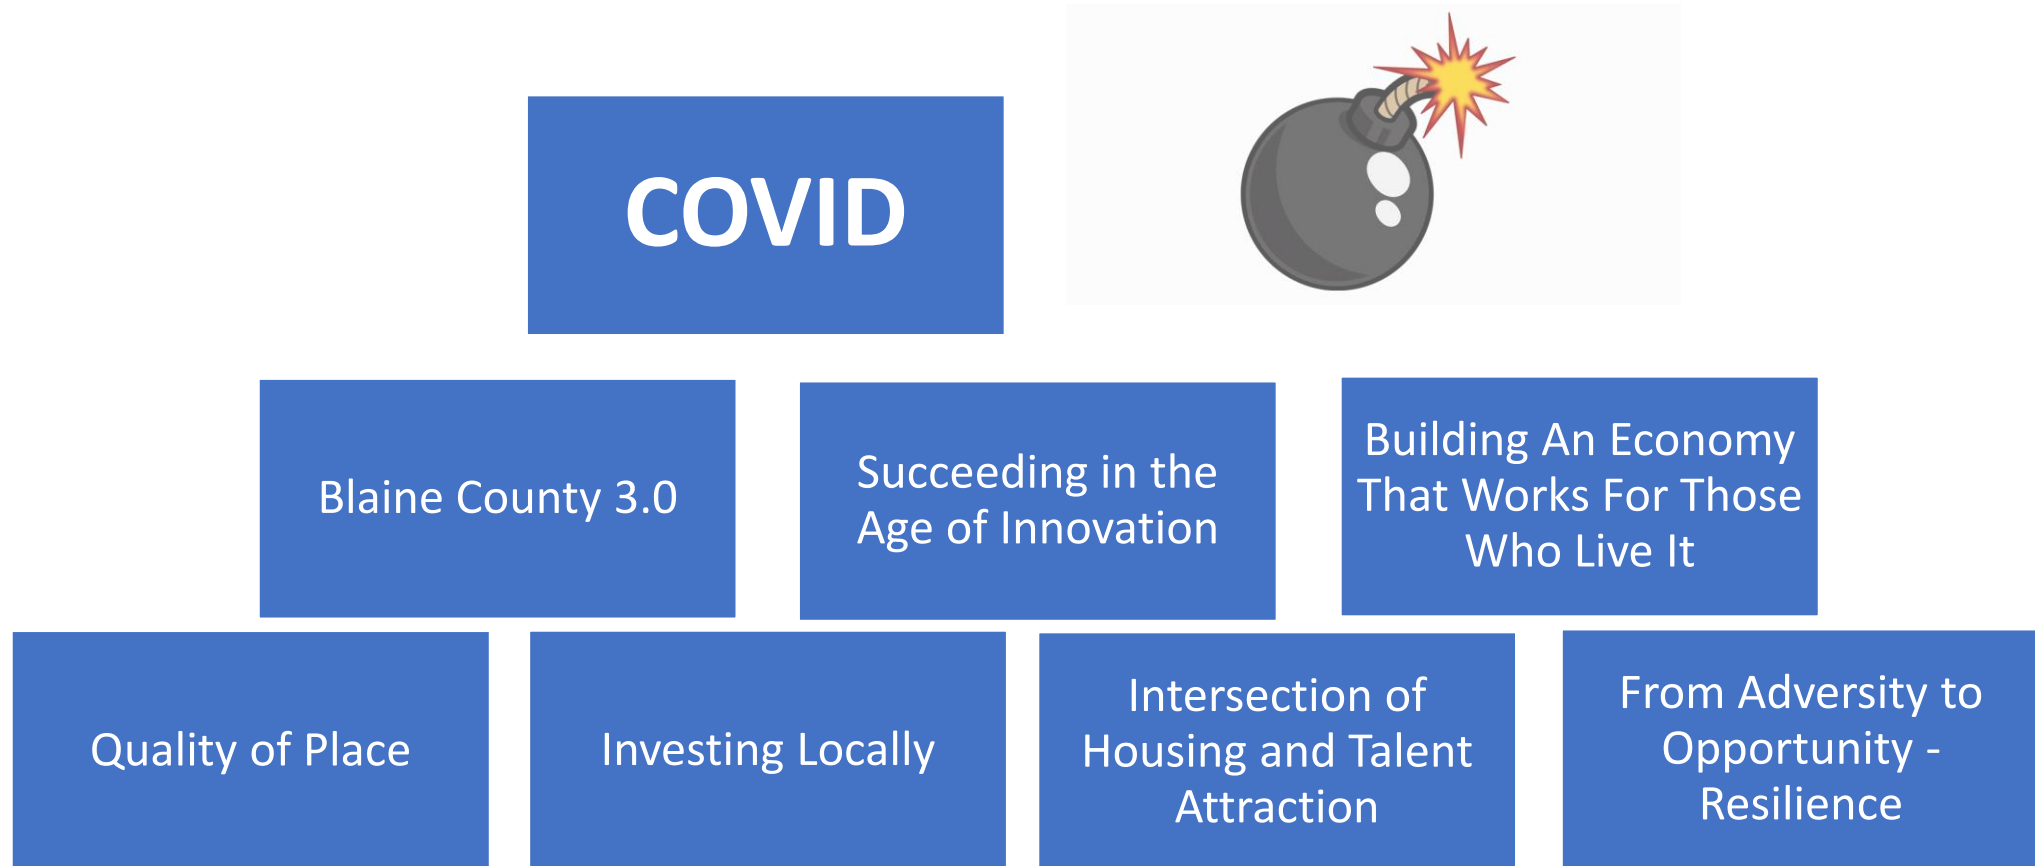 COVID
Blaine County 3.0
Succeeding in the
Age of Innovation
Building An Economy
That Works For Those
Who Live It
Quality of Place
Investing Locally
Intersection of
Housing and Talent
Attraction
From Adversity to
Opportunity -
Resilience